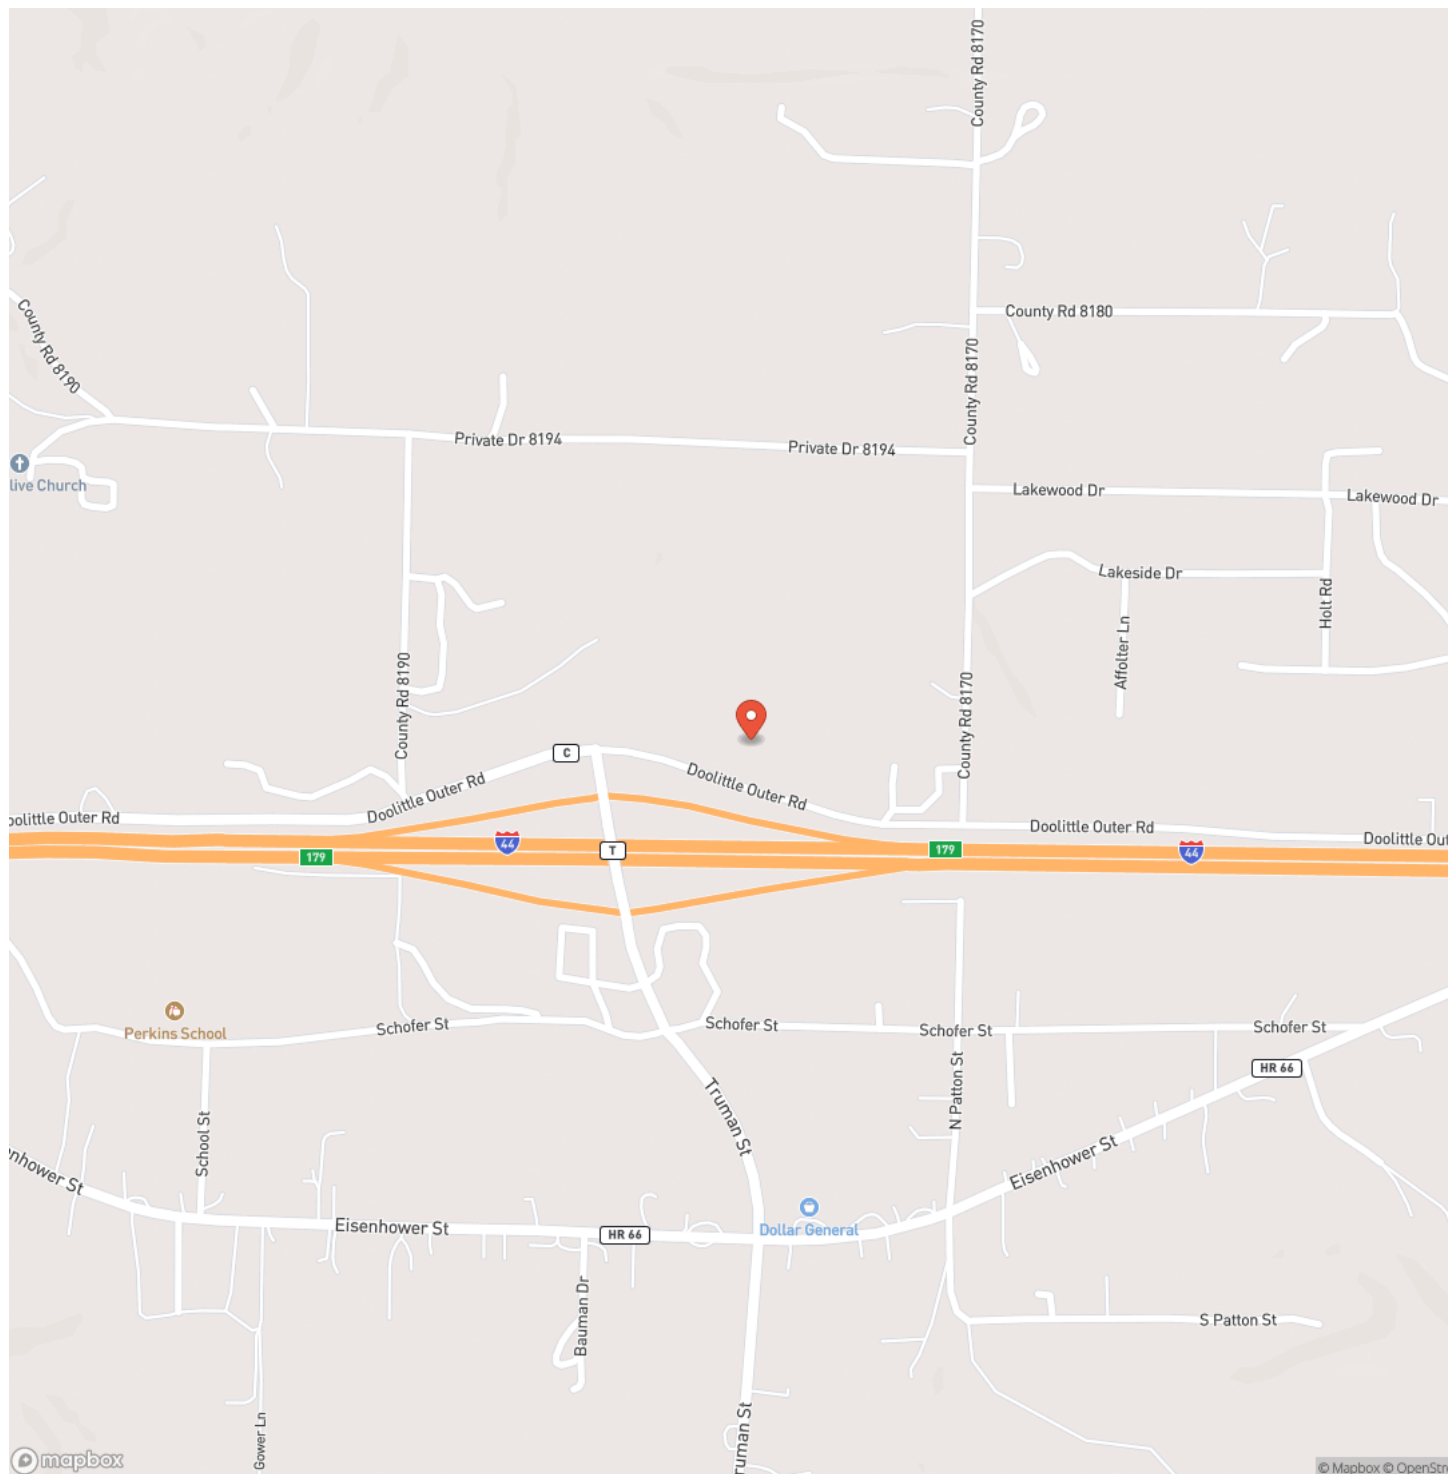 County Rd 8170
County Rd 8190
County Rd 8180
County Rd 8170
Private Dr 8194
Private Dr 8194
live Church
Lakewood Dr
Lakewood Dr
Lakeside Dr
Holt Rd
Affolter Ln
County Rd 8190
County Rd 8170
C
Doolittle Outer Rd
Doolittle Outer Rd
oolittle Outer Rd
Doolittle Outer Rd
Doolittle Out
44
T
179
179
44
Perkins School
Schofer St
Schofer St
Schofer St
Schofer St
HR 66
N Patton St
Truman St
School St
Eisenhower St
enhower St
Eisenhower St
HR 66
Dollar General
Bauman Dr
S Patton St
Gower Ln
Truman St
mapbox
© Mapbox © OpenStre